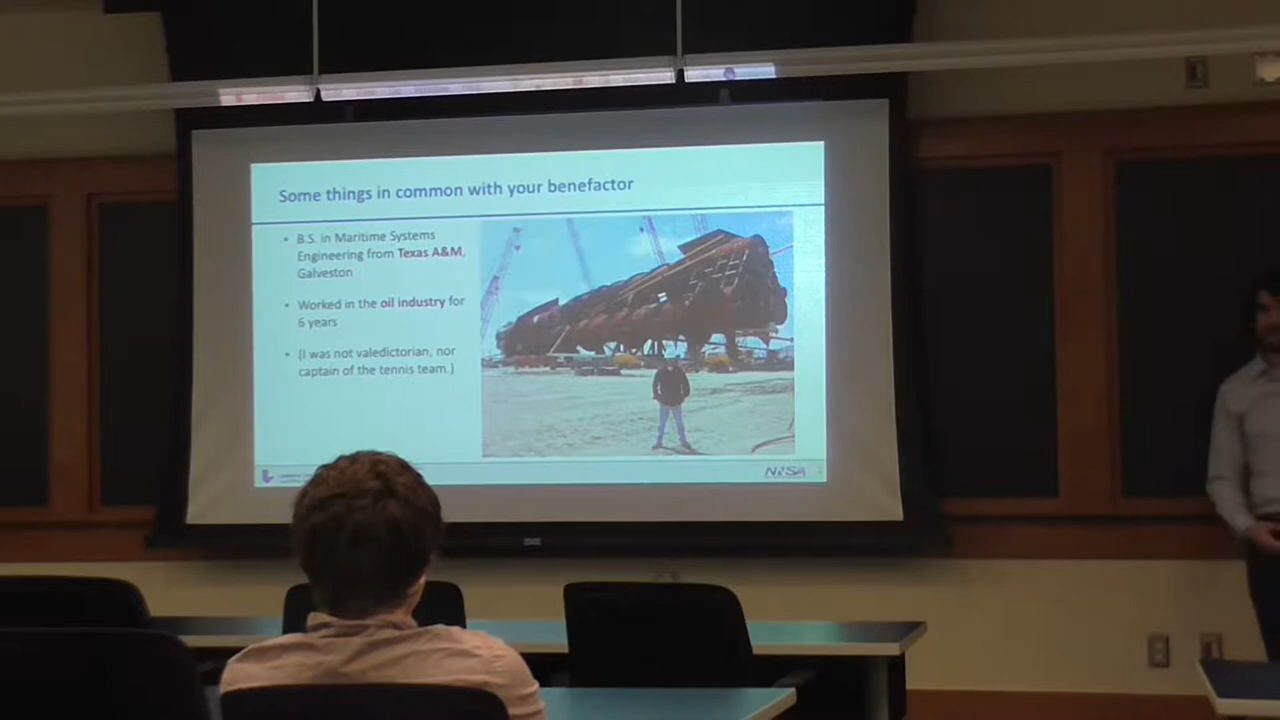 Some things in common with your benefactor
• B.S. in Maritime Systems
Engineering from Texas A&M,
Galveston
• Worked in the oil industry for
6 years
• (I was not valedictorian, nor
captain of the tennis team.)
NNSA